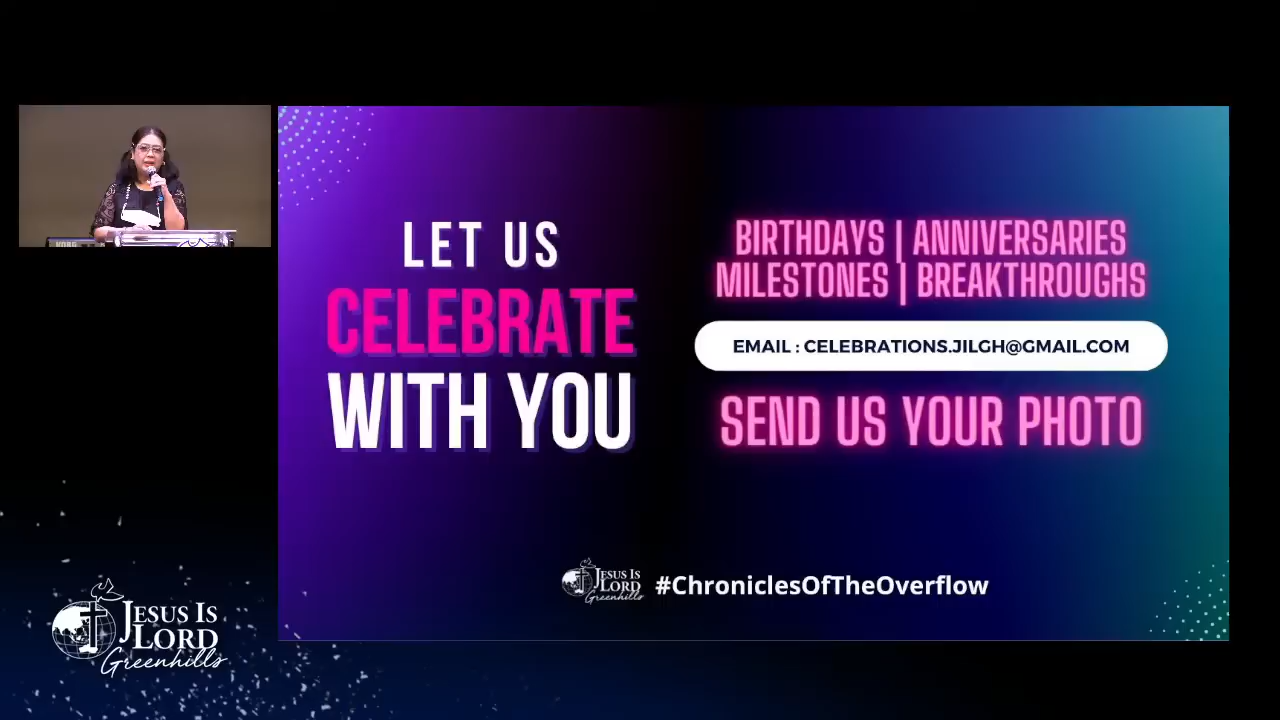 LET US
CELEBRATE
WITH YOU
BIRTHDAYS | ANNIVERSARIES
MILESTONES | BREAKTHROUGHS
EMAIL : CELEBRATIONS.JILGH@GMAIL.COM
SEND US YOUR PHOTO
JESUS IS
LORD
Greenhills
#ChroniclesOfTheOverflow
JESUS IS
LORD
Greenhills
KORG